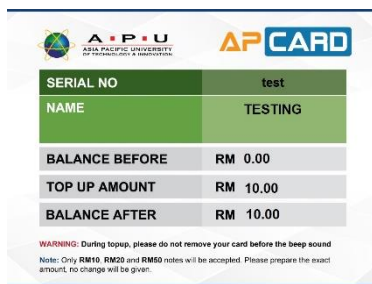 A•P•U
ASIA PACIFIC UNIVERSITY
OF TECHNOLOGY & INNOVATION
APCARD
SERIAL NO test
NAME TESTING
BALANCE BEFORE RM 0.00
TOP UP AMOUNT RM 10.00
BALANCE AFTER RM 10.00
WARNING: During topup, please do not remove your card before the beep sound
Note: Only RM10, RM20 and RM50 notes will be accepted. Please prepare the exact
amount, no change will be given.